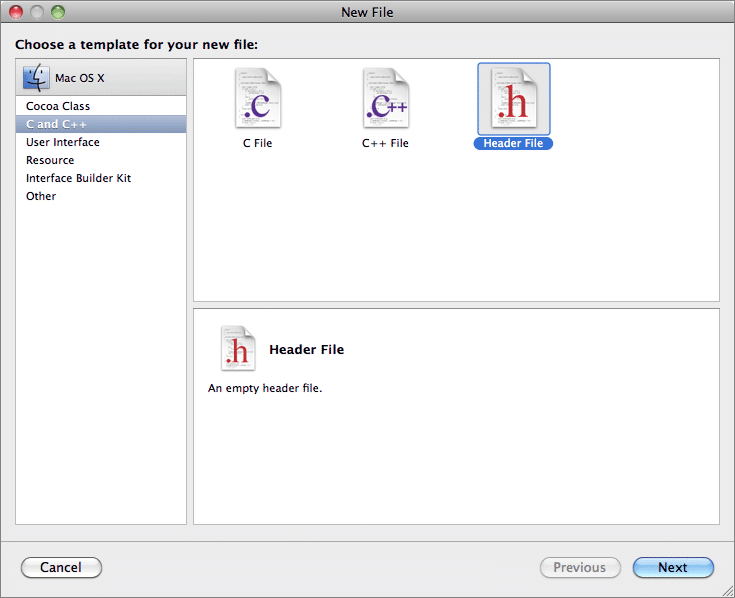 New File
Choose a template for your new file:
Mac OS X
Cocoa Class
C and C++
User Interface
Resource
Interface Builder Kit
Other
.c
.c++
.h
C File
C++ File
Header File
.h
Header File
An empty header file.
Cancel
Previous
Next